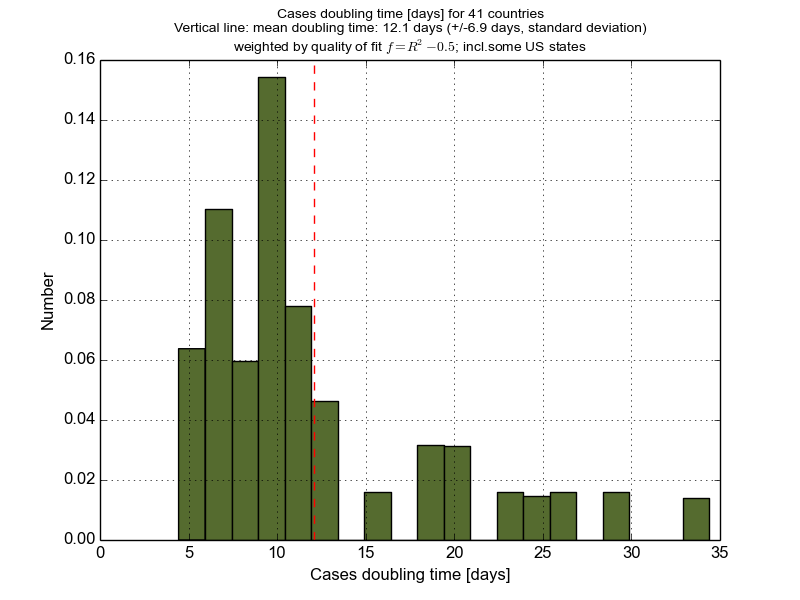 Cases doubling time [days] for 41 countries
Vertical line: mean doubling time: 12.1 days (+/-6.9 days, standard deviation)
weighted by quality of fit f=R²−0.5; incl.some US states
0.16
0.14
0.12
0.10
0.08
0.06
0.04
0.02
0.00
Number
0 5 10 15 20 25 30 35
Cases doubling time [days]